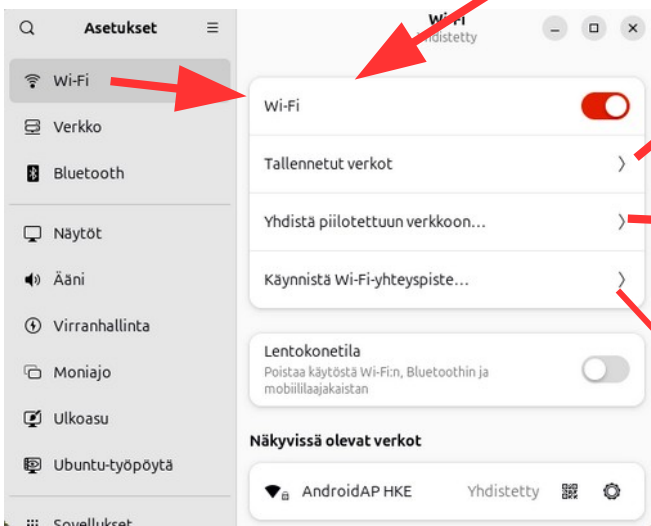 Asetukset
Wi-Fi
Yhdistetty
Wi-Fi
Verkko
Bluetooth
Näytöt
Ääni
Virranhallinta
Moniajo
Ulkoasu
Ubuntu-työpöytä
Sovellukset
Wi-Fi
Tallennetut verkot
Yhdistä piilotettuun verkkoon...
Käynnistä Wi-Fi-yhteyspiste...
Lentokonetila
Poistaa käytöstä Wi-Fi:n, Bluetoothin ja
mobiililaajakaistan
Näkyvissä olevat verkot
AndroidAP HKE Yhdistetty